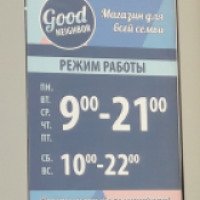 Good
NEIGHBOR
Магазин для
всей семьи
РЕЖИМ РАБОТЫ
ПН.
ВТ.
СР.
ЧТ.
ПТ.
9⁰⁰-21⁰⁰
СБ.
ВС.
10⁰⁰-22⁰⁰